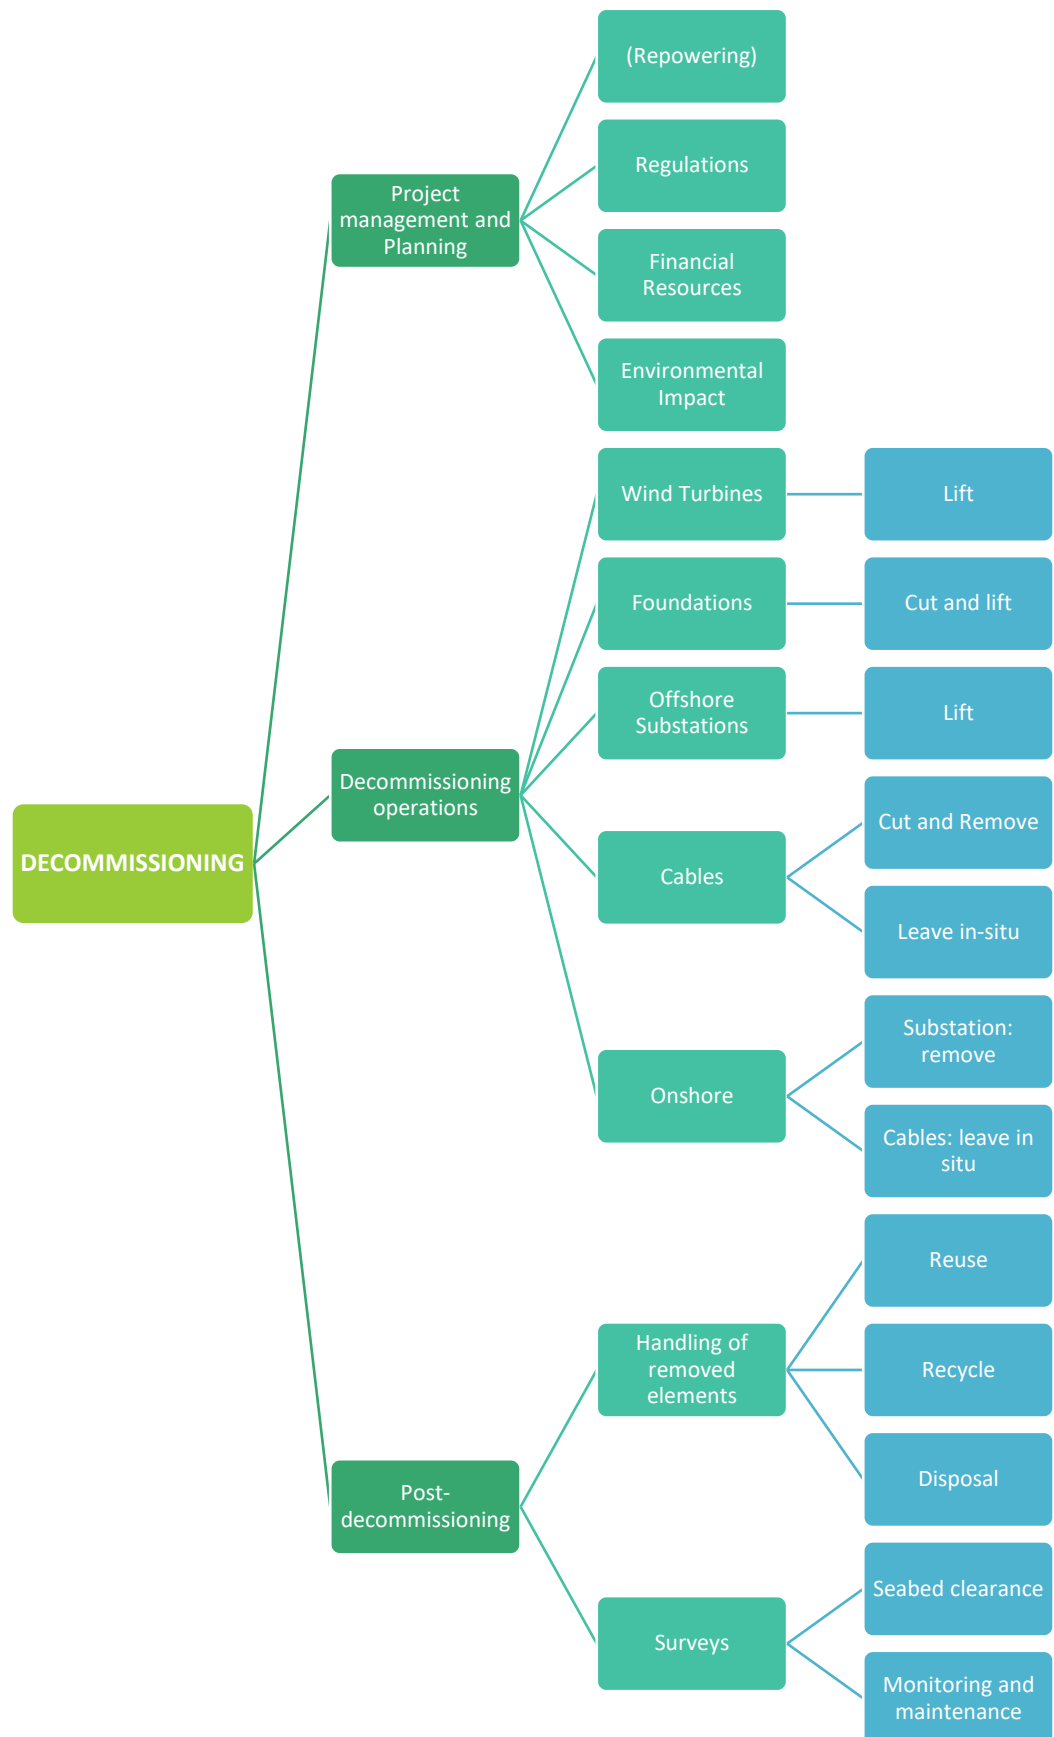 DECOMMISSIONING
Project
management and
Planning
(Repowering)
Regulations
Financial
Resources
Environmental
Impact
Decommissioning
operations
Wind Turbines
Lift
Foundations
Cut and lift
Offshore
Substations
Lift
Cables
Cut and Remove
Leave in-situ
Onshore
Substation:
remove
Cables: leave in
situ
Post-
decommissioning
Handling of
removed
elements
Reuse
Recycle
Disposal
Surveys
Seabed clearance
Monitoring and
maintenance